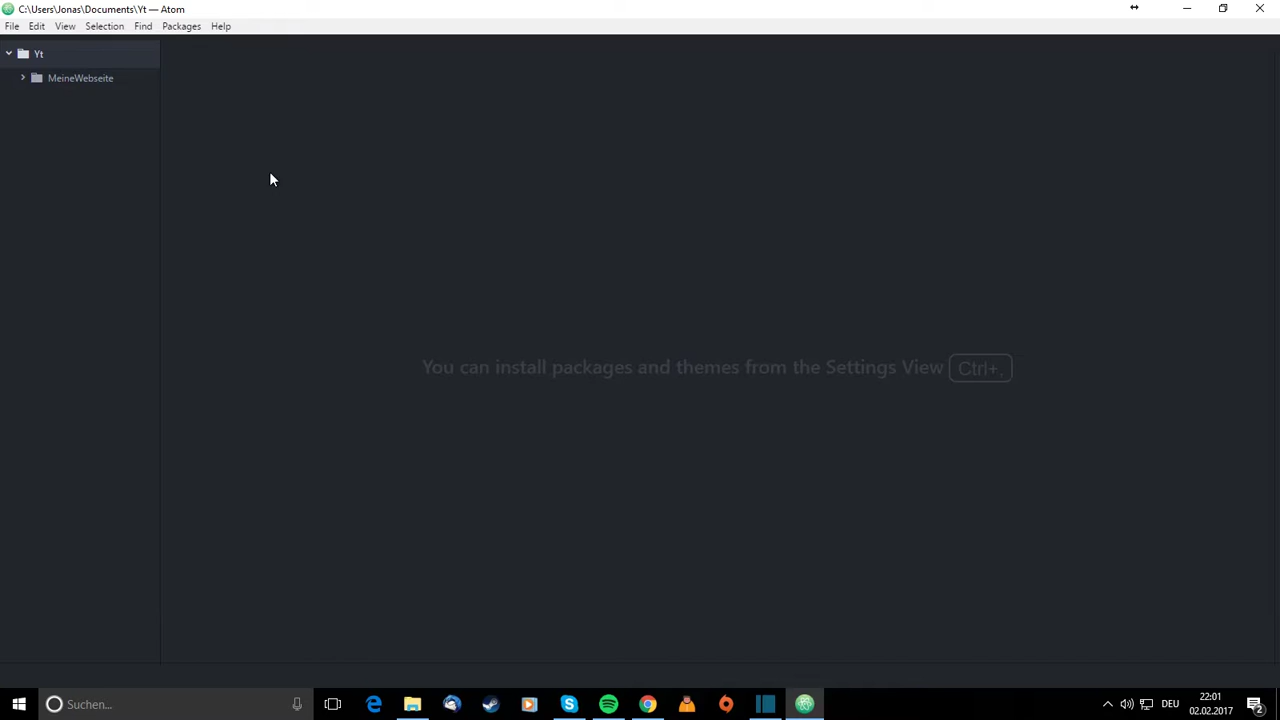 C:\Users\Jonas\Documents\Yt — Atom
File Edit View Selection Find Packages Help
Yt
MeineWebseite
You can install packages and themes from the Settings View Ctrl+,
Suchen...
DEU
22:01
02.02.2017
2